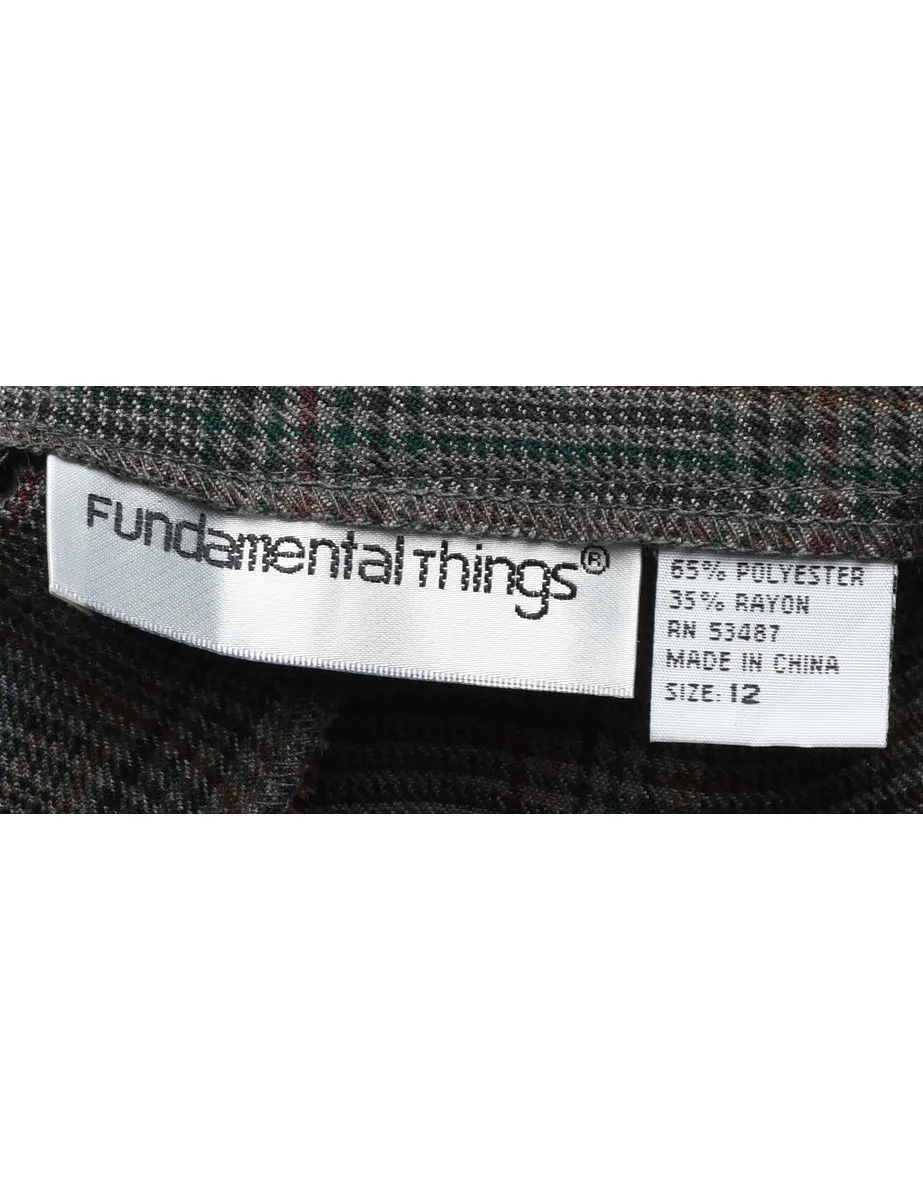 Fundamental Things®
65% POLYESTER
35% RAYON
RN 53487
MADE IN CHINA
SIZE: 12